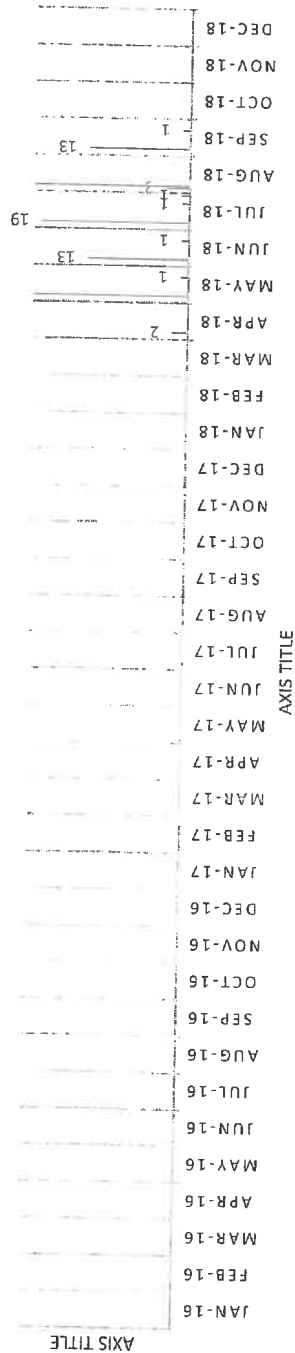 AXIS TITLE
JAN-16
FEB-16
MAR-16
APR-16
MAY-16
JUN-16
JUL-16
AUG-16
SEP-16
OCT-16
NOV-16
DEC-16
JAN-17
FEB-17
MAR-17
APR-17
MAY-17
JUN-17
JUL-17
AUG-17
SEP-17
OCT-17
NOV-17
DEC-17
JAN-18
FEB-18
MAR-18
APR-18
MAY-18
JUN-18
JUL-18
AUG-18
SEP-18
OCT-18
NOV-18
DEC-18
AXIS TITLE
2
1
13
1
19
1
1
2
13
1